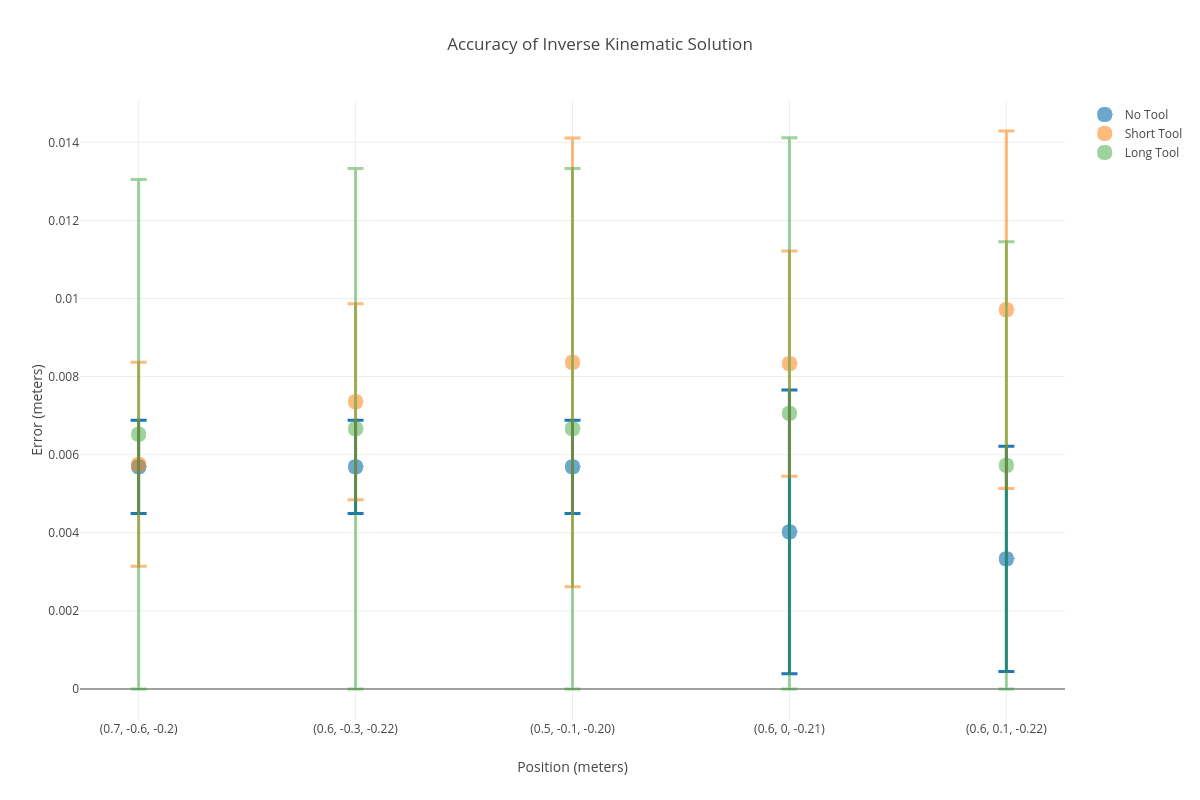 Accuracy of Inverse Kinematic Solution
No Tool
Short Tool
Long Tool
Error (meters)
0.014
0.012
0.01
0.008
0.006
0.004
0.002
0
(0.7, -0.6, -0.2)
(0.6, -0.3, -0.22)
(0.5, -0.1, -0.20)
(0.6, 0, -0.21)
(0.6, 0.1, -0.22)
Position (meters)